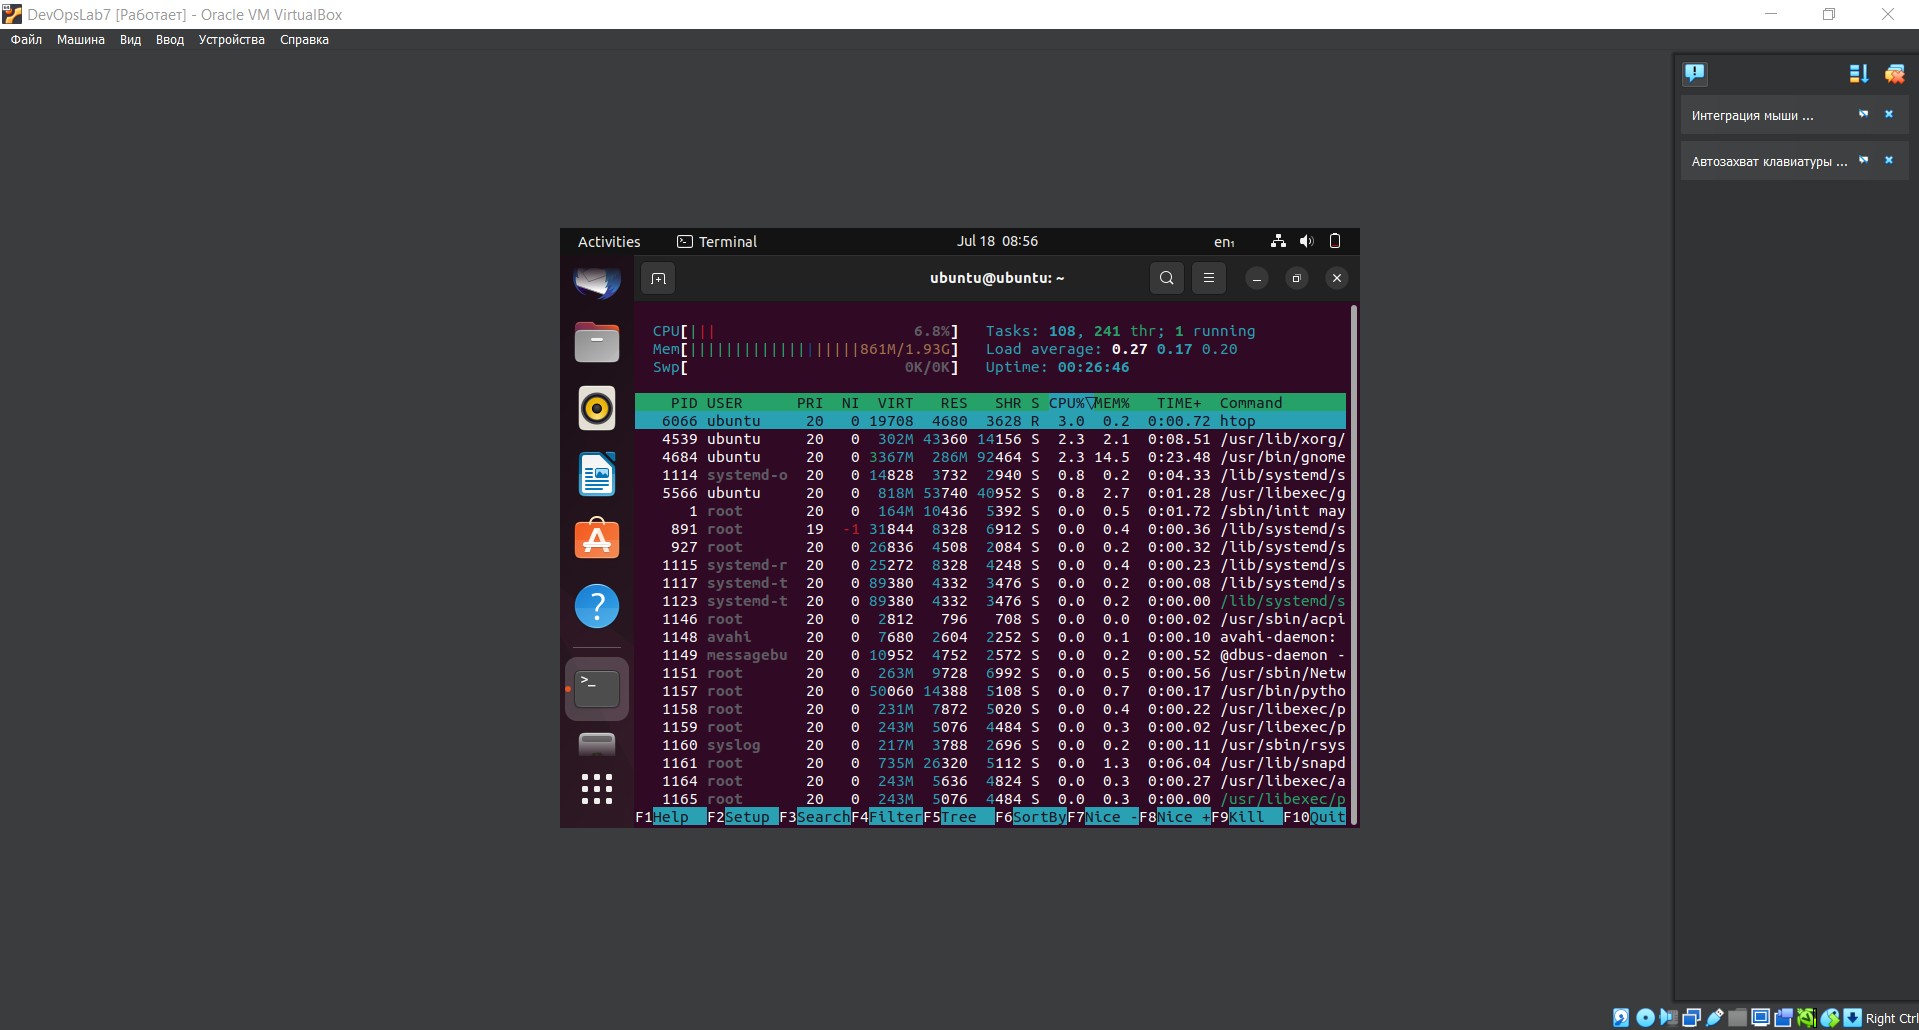 DevOpsLab7 [Работает] - Oracle VM VirtualBox
Файл Машина Вид Ввод Устройства Справка
Интеграция мыши ...
Автозахват клавиатуры ...
Activities Terminal Jul 18 08:56 en₁
ubuntu@ubuntu: ~
CPU[||| 6.8%] Tasks: 108, 241 thr; 1 running
Mem[|||||||||||||||||||861M/1.93G] Load average: 0.27 0.17 0.20
Swp[ 0K/0K] Uptime: 00:26:46
PID USER PRI NI VIRT RES SHR S CPU%▽MEM% TIME+ Command
6066 ubuntu 20 0 19708 4680 3628 R 3.0 0.2 0:00.72 htop
4539 ubuntu 20 0 302M 43360 14156 S 2.3 2.1 0:08.51 /usr/lib/xorg/
4684 ubuntu 20 0 3367M 286M 92464 S 2.3 14.5 0:23.48 /usr/bin/gnome
1114 systemd-o 20 0 14828 3732 2940 S 0.8 0.2 0:04.33 /lib/systemd/s
5566 ubuntu 20 0 818M 53740 40952 S 0.8 2.7 0:01.28 /usr/libexec/g
1 root 20 0 164M 10436 5392 S 0.0 0.5 0:01.72 /sbin/init may
891 root 19 -1 31844 8328 6912 S 0.0 0.4 0:00.36 /lib/systemd/s
927 root 20 0 26836 4508 2084 S 0.0 0.2 0:00.32 /lib/systemd/s
1115 systemd-r 20 0 25272 8328 4248 S 0.0 0.4 0:00.23 /lib/systemd/s
1117 systemd-t 20 0 89380 4332 3476 S 0.0 0.2 0:00.08 /lib/systemd/s
1123 systemd-t 20 0 89380 4332 3476 S 0.0 0.2 0:00.00 /lib/systemd/s
1146 root 20 0 2812 796 708 S 0.0 0.0 0:00.02 /usr/sbin/acpi
1148 avahi 20 0 7680 2604 2252 S 0.0 0.1 0:00.10 avahi-daemon:
1149 messagebu 20 0 10952 4752 2572 S 0.0 0.2 0:00.52 @dbus-daemon -
1151 root 20 0 263M 9728 6992 S 0.0 0.5 0:00.56 /usr/sbin/Netw
1157 root 20 0 50060 14388 5108 S 0.0 0.7 0:00.17 /usr/bin/pytho
1158 root 20 0 231M 7872 5020 S 0.0 0.4 0:00.22 /usr/libexec/p
1159 root 20 0 243M 5076 4484 S 0.0 0.3 0:00.02 /usr/libexec/p
1160 syslog 20 0 217M 3788 2696 S 0.0 0.2 0:00.11 /usr/sbin/rsys
1161 root 20 0 735M 26320 5112 S 0.0 1.3 0:06.04 /usr/lib/snapd
1164 root 20 0 243M 5636 4824 S 0.0 0.3 0:00.27 /usr/libexec/a
1165 root 20 0 243M 5076 4484 S 0.0 0.3 0:00.00 /usr/libexec/p
F1Help F2Setup F3SearchF4FilterF5Tree F6SortByF7Nice -F8Nice +F9Kill F10Quit
Right Ctrl